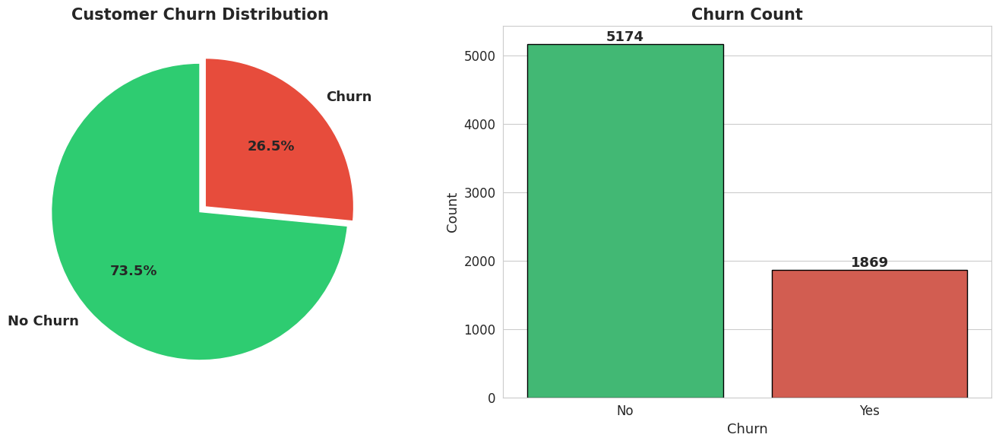 Customer Churn Distribution
Churn
26.5%
73.5%
No Churn
Churn Count
5174
1869
5000
4000
3000
2000
1000
0
Count
No
Yes
Churn